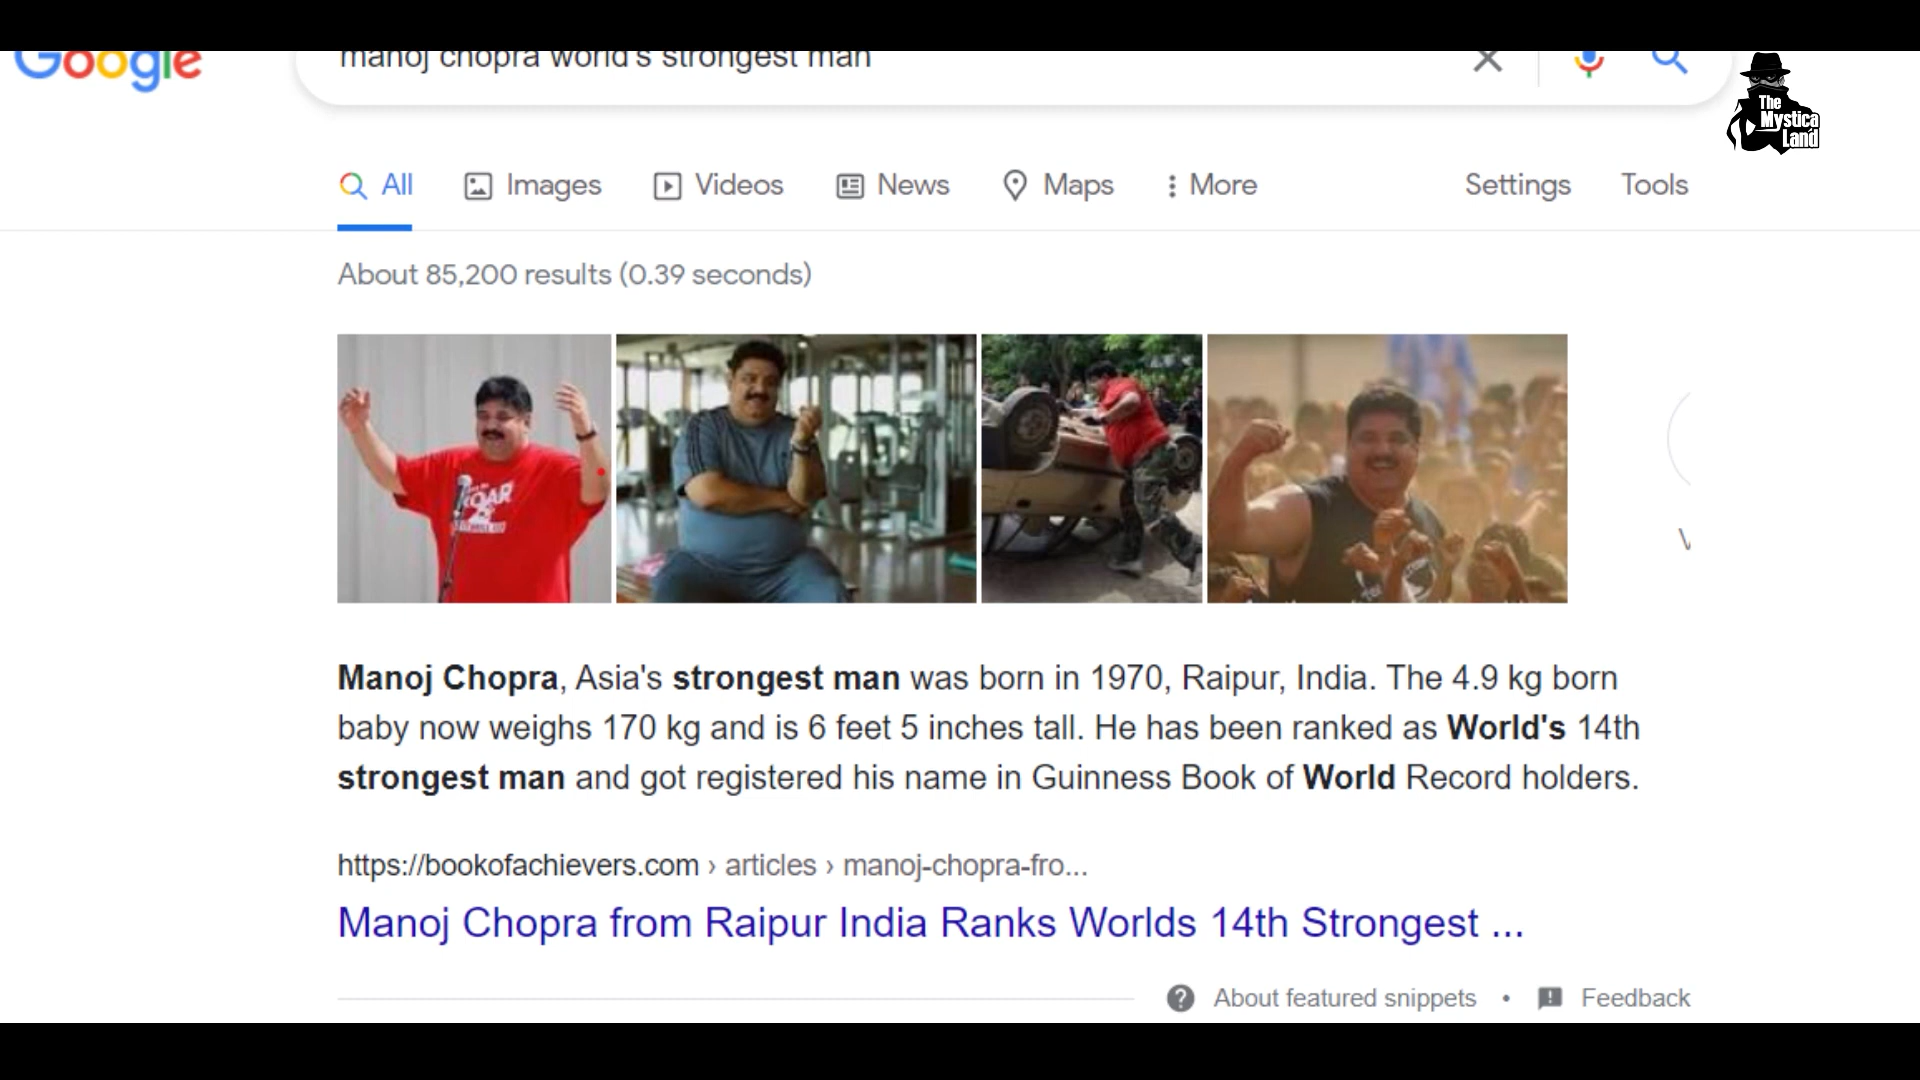 Google
manoj chopra world's strongest man
The
Mystica
Land
All Images Videos News Maps More Settings Tools
About 85,200 results (0.39 seconds)
ROAR
Manoj Chopra, Asia's strongest man was born in 1970, Raipur, India. The 4.9 kg born
baby now weighs 170 kg and is 6 feet 5 inches tall. He has been ranked as World's 14th
strongest man and got registered his name in Guinness Book of World Record holders.
https://bookofachievers.com › articles › manoj-chopra-fro...
Manoj Chopra from Raipur India Ranks Worlds 14th Strongest ...
About featured snippets • Feedback